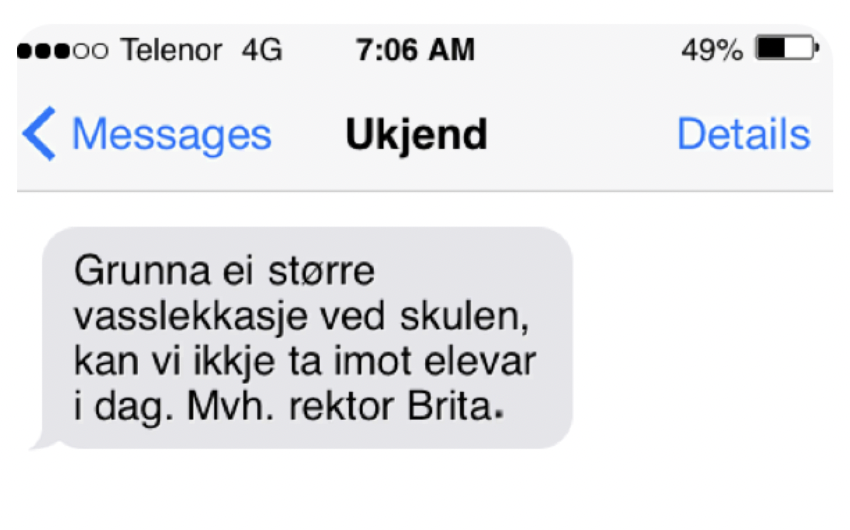 Telenor 4G 7:06 AM 49%
Messages Ukjend Details
Grunna ei større
vasslekkasje ved skulen,
kan vi ikkje ta imot elevar
i dag. Mvh. rektor Brita.